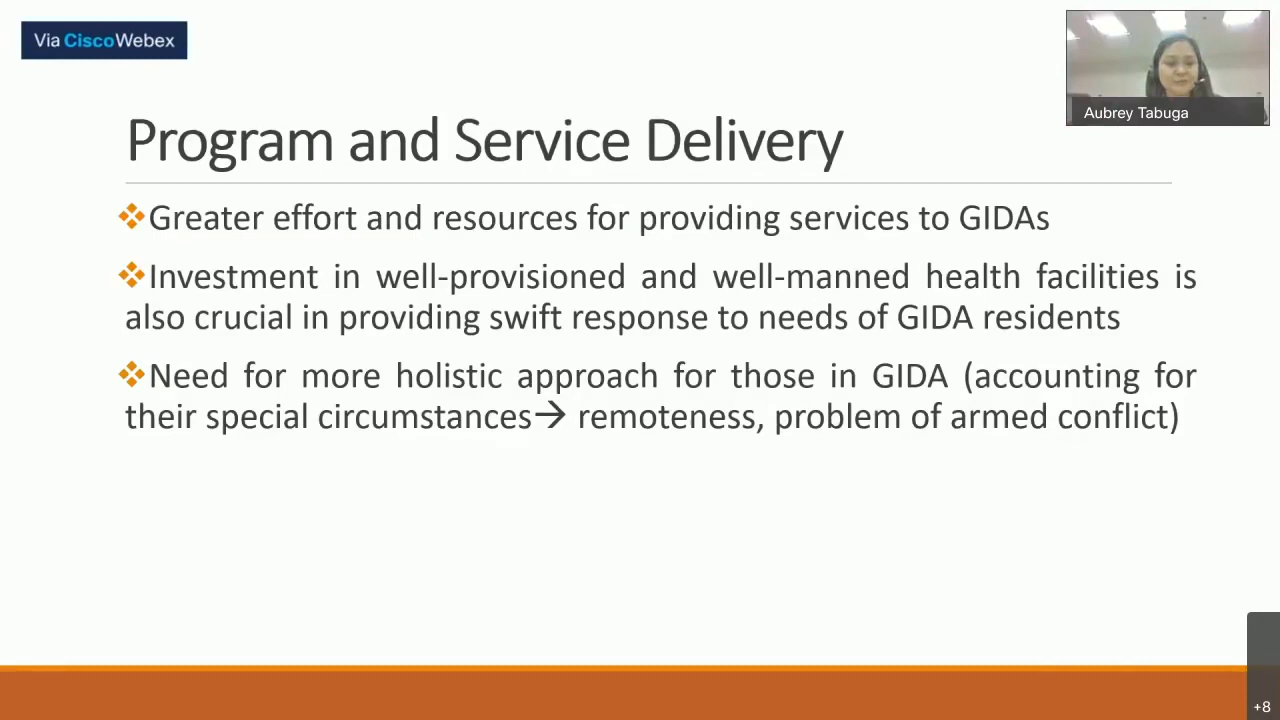 Via CiscoWebex
Aubrey Tabuga
Program and Service Delivery
❖Greater effort and resources for providing services to GIDAs
❖Investment in well-provisioned and well-manned health facilities is
also crucial in providing swift response to needs of GIDA residents
❖Need for more holistic approach for those in GIDA (accounting for
their special circumstances→ remoteness, problem of armed conflict)
+8